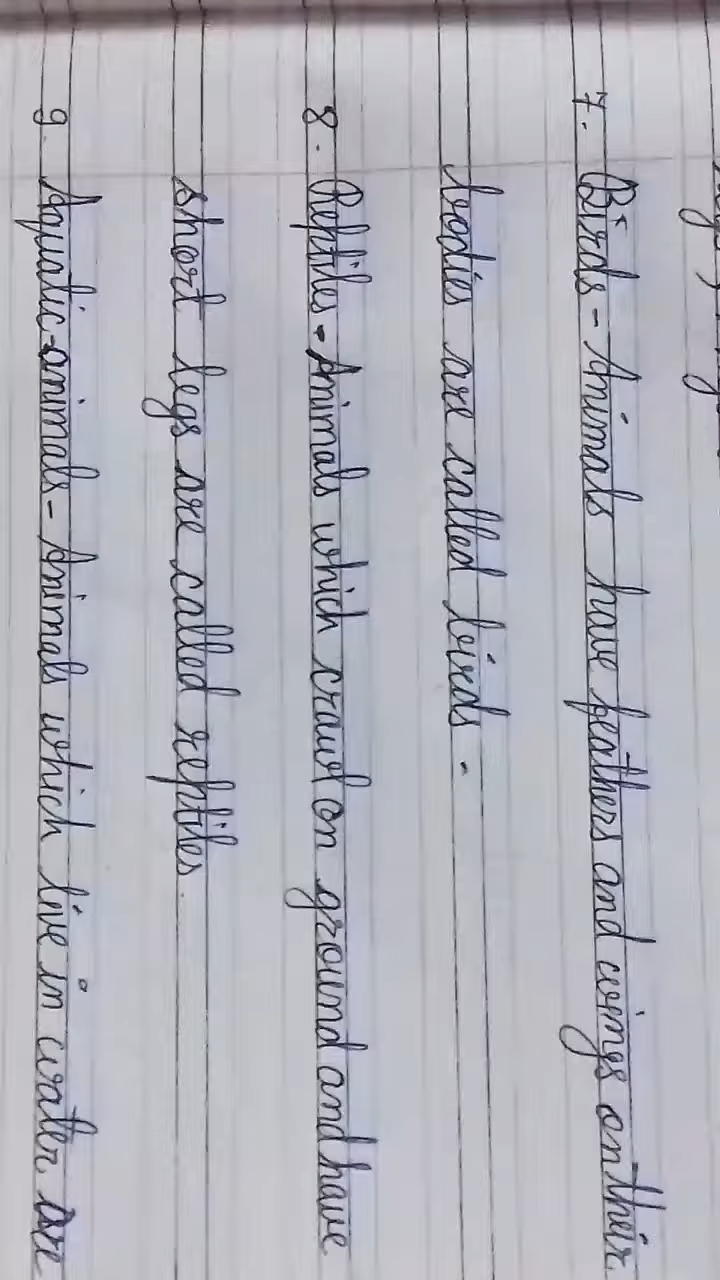 7. Birds - Animals have feathers and wings on their
bodies are called birds.
8. Reptiles - Animals which crawl on ground and have
short legs are called reptiles.
9. Aquatic-animals - Animals which live in water are